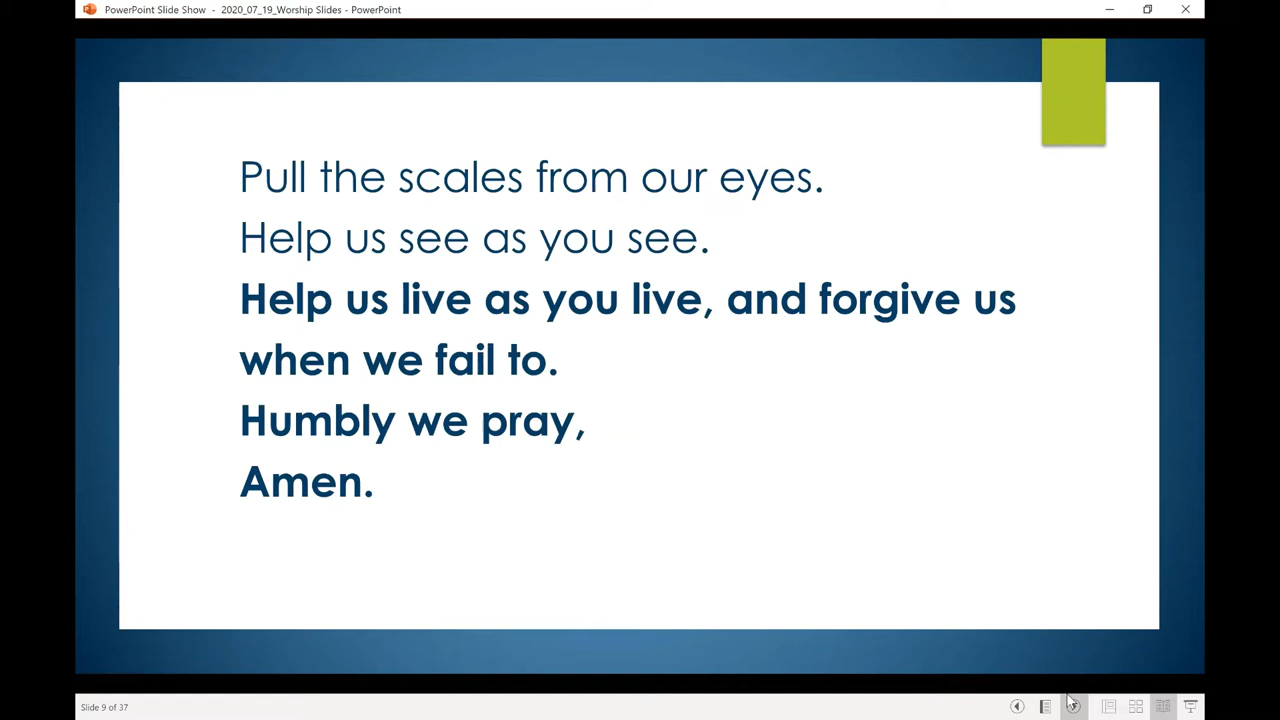 PowerPoint Slide Show - 2020_07_19_Worship Slides - PowerPoint
Pull the scales from our eyes.
Help us see as you see.
Help us live as you live, and forgive us
when we fail to.
Humbly we pray,
Amen.
Slide 9 of 37